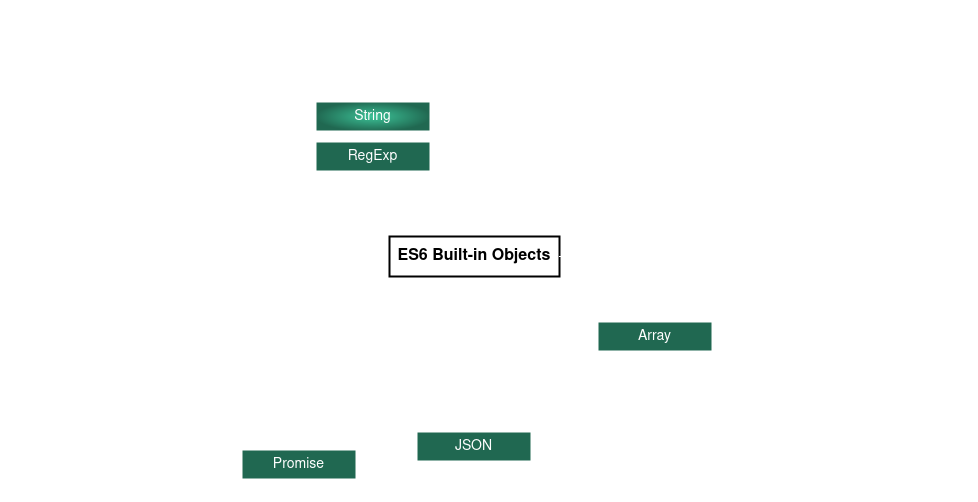 String
RegExp
ES6 Built-in Objects
Array
JSON
Promise